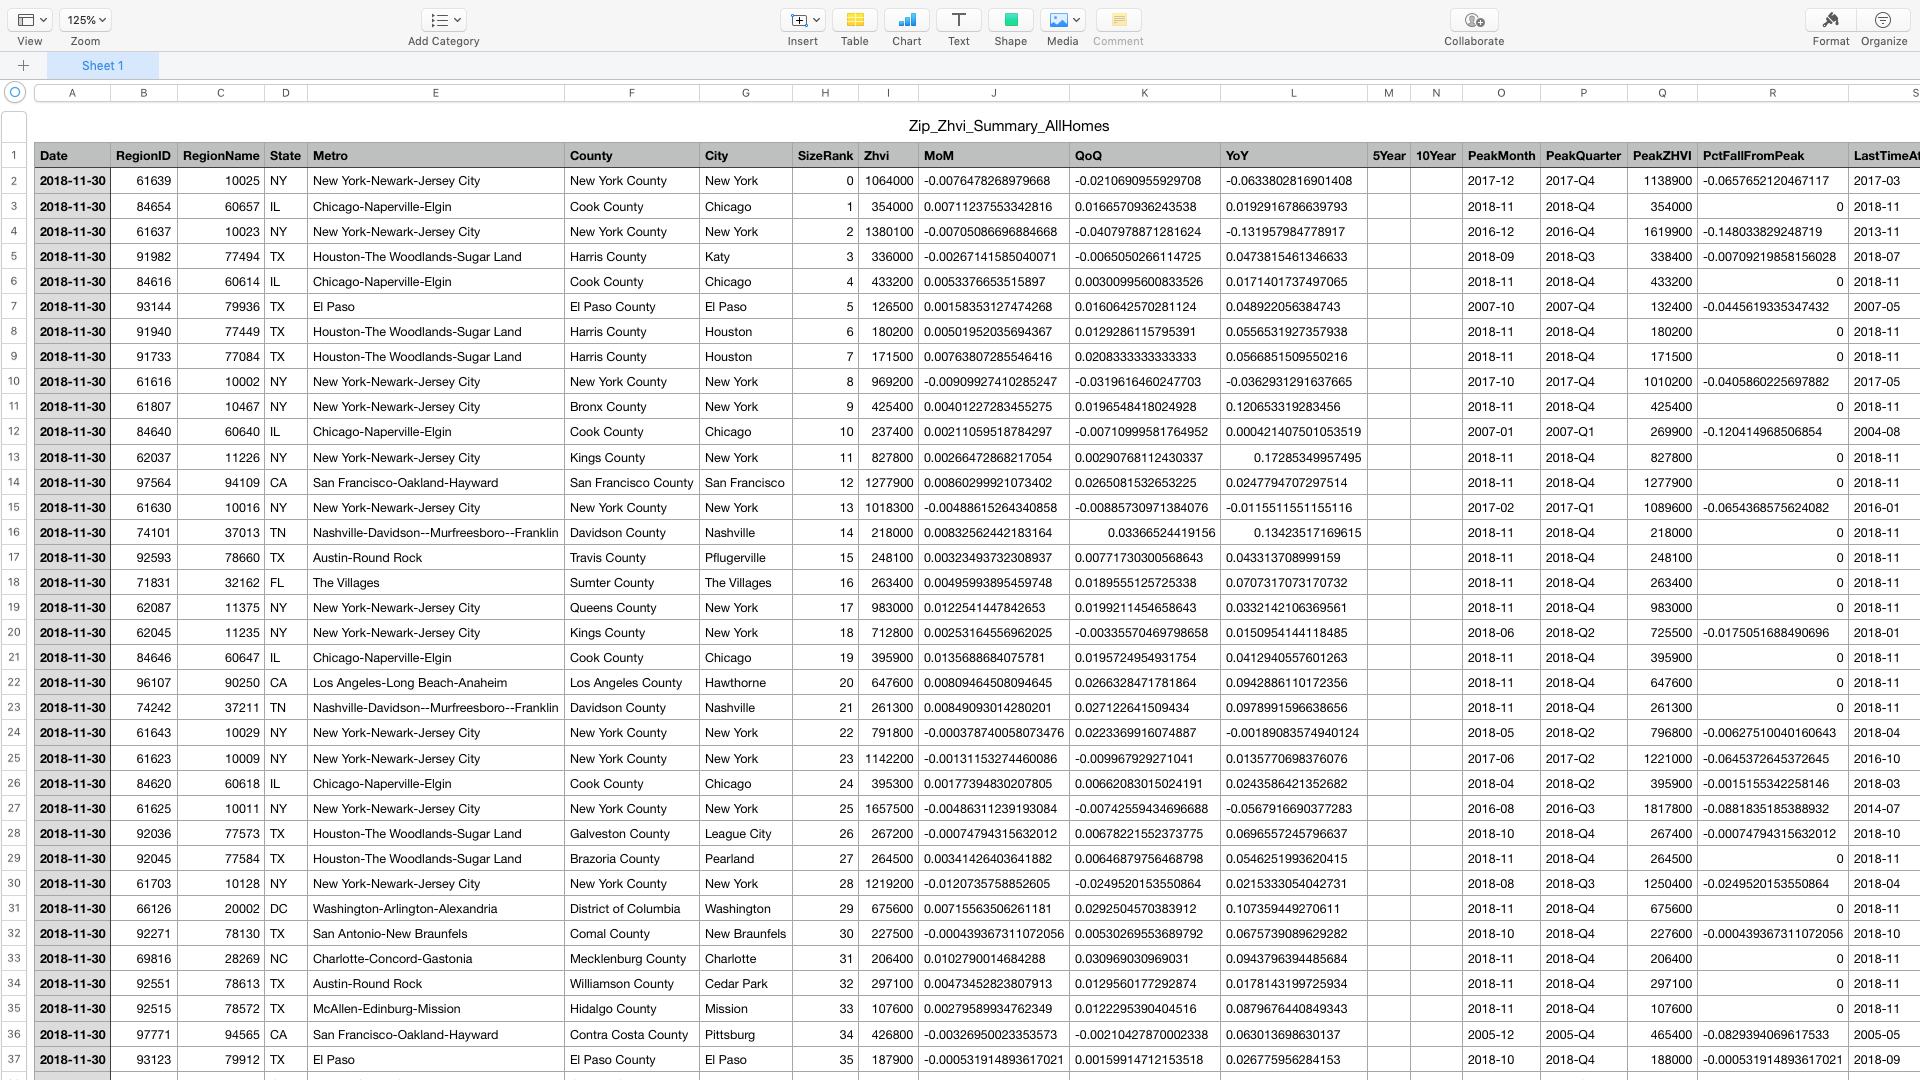 View 125% Zoom Add Category Insert Table Chart Text Shape Media Comment Collaborate Format Organize
Sheet 1
A B C D E F G H I J K L M N O P Q R S
Zip_Zhvi_Summary_AllHomes
1 Date RegionID RegionName State Metro County City SizeRank Zhvi MoM QoQ YoY 5Year 10Year PeakMonth PeakQuarter PeakZHVI PctFallFromPeak LastTimeAt
2 2018-11-30 61639 10025 NY New York-Newark-Jersey City New York County New York 0 1064000 -0.0076478268979668 -0.0210690955929708 -0.0633802816901408 2017-12 2017-Q4 1138900 -0.0657652120467117 2017-03
3 2018-11-30 84654 60657 IL Chicago-Naperville-Elgin Cook County Chicago 1 354000 0.00711237553342816 0.0166570936243538 0.0192916786639793 2018-11 2018-Q4 354000 0 2018-11
4 2018-11-30 61637 10023 NY New York-Newark-Jersey City New York County New York 2 1380100 -0.00705086696884668 -0.0407978871281624 -0.131957984778917 2016-12 2016-Q4 1619900 -0.148033829248719 2013-11
5 2018-11-30 91982 77494 TX Houston-The Woodlands-Sugar Land Harris County Katy 3 336000 -0.00267141585040071 -0.0065050266114725 0.0473815461346633 2018-09 2018-Q3 338400 -0.00709219858156028 2018-07
6 2018-11-30 84616 60614 IL Chicago-Naperville-Elgin Cook County Chicago 4 433200 0.0053376653515897 0.00300995600833526 0.0171401737497065 2018-11 2018-Q4 433200 0 2018-11
7 2018-11-30 93144 79936 TX El Paso El Paso County El Paso 5 126500 0.00158353127474268 0.0160642570281124 0.048922056384743 2007-10 2007-Q4 132400 -0.0445619335347432 2007-05
8 2018-11-30 91940 77449 TX Houston-The Woodlands-Sugar Land Harris County Houston 6 180200 0.00501952035694367 0.0129286115795391 0.0556531927357938 2018-11 2018-Q4 180200 0 2018-11
9 2018-11-30 91733 77084 TX Houston-The Woodlands-Sugar Land Harris County Houston 7 171500 0.00763807285546416 0.0208333333333333 0.0566851509550216 2018-11 2018-Q4 171500 0 2018-11
10 2018-11-30 61616 10002 NY New York-Newark-Jersey City New York County New York 8 969200 -0.00909927410285247 -0.0319616460247703 -0.0362931291637665 2017-10 2017-Q4 1010200 -0.0405860225697882 2017-05
11 2018-11-30 61807 10467 NY New York-Newark-Jersey City Bronx County New York 9 425400 0.00401227283455275 0.0196548418024928 0.120653319283456 2018-11 2018-Q4 425400 0 2018-11
12 2018-11-30 84640 60640 IL Chicago-Naperville-Elgin Cook County Chicago 10 237400 0.00211059518784297 -0.00710999581764952 0.000421407501053519 2007-01 2007-Q1 269900 -0.120414968506854 2004-08
13 2018-11-30 62037 11226 NY New York-Newark-Jersey City Kings County New York 11 827800 0.00266472868217054 0.00290768112430337 0.17285349957495 2018-11 2018-Q4 827800 0 2018-11
14 2018-11-30 97564 94109 CA San Francisco-Oakland-Hayward San Francisco County San Francisco 12 1277900 0.00860299921073402 0.0265081532653225 0.0247794707297514 2018-11 2018-Q4 1277900 0 2018-11
15 2018-11-30 61630 10016 NY New York-Newark-Jersey City New York County New York 13 1018300 -0.00488615264340858 -0.00885730971384076 -0.0115511551155116 2017-02 2017-Q1 1089600 -0.0654368575624082 2016-01
16 2018-11-30 74101 37013 TN Nashville-Davidson--Murfreesboro--Franklin Davidson County Nashville 14 218000 0.00832562442183164 0.03366524419156 0.13423517169615 2018-11 2018-Q4 218000 0 2018-11
17 2018-11-30 92593 78660 TX Austin-Round Rock Travis County Pflugerville 15 248100 0.00323493732308937 0.00771730300568643 0.043313708999159 2018-11 2018-Q4 248100 0 2018-11
18 2018-11-30 71831 32162 FL The Villages Sumter County The Villages 16 263400 0.00495993895459748 0.0189555125725338 0.0707317073170732 2018-11 2018-Q4 263400 0 2018-11
19 2018-11-30 62087 11375 NY New York-Newark-Jersey City Queens County New York 17 983000 0.0122541447842653 0.0199211454658643 0.0332142106369561 2018-11 2018-Q4 983000 0 2018-11
20 2018-11-30 62045 11235 NY New York-Newark-Jersey City Kings County New York 18 712800 0.00253164556962025 -0.00335570469798658 0.0150954144118485 2018-06 2018-Q2 725500 -0.0175051688490696 2018-01
21 2018-11-30 84646 60647 IL Chicago-Naperville-Elgin Cook County Chicago 19 395900 0.0135688684075781 0.0195724954931754 0.0412940557601263 2018-11 2018-Q4 395900 0 2018-11
22 2018-11-30 96107 90250 CA Los Angeles-Long Beach-Anaheim Los Angeles County Hawthorne 20 647600 0.00809464508094645 0.0266328471781864 0.0942886110172356 2018-11 2018-Q4 647600 0 2018-11
23 2018-11-30 74242 37211 TN Nashville-Davidson--Murfreesboro--Franklin Davidson County Nashville 21 261300 0.00849093014280201 0.027122641509434 0.0978991596638656 2018-11 2018-Q4 261300 0 2018-11
24 2018-11-30 61643 10029 NY New York-Newark-Jersey City New York County New York 22 791800 -0.000378740058073476 0.0223369916074887 -0.00189083574940124 2018-05 2018-Q2 796800 -0.00627510040160643 2018-04
25 2018-11-30 61623 10009 NY New York-Newark-Jersey City New York County New York 23 1142200 -0.00131153274460086 -0.009967929271041 0.0135770698376076 2017-06 2017-Q2 1221000 -0.0645372645372645 2016-10
26 2018-11-30 84620 60618 IL Chicago-Naperville-Elgin Cook County Chicago 24 395300 0.00177394830207805 0.00662083015024191 0.0243586421352682 2018-04 2018-Q2 395900 -0.0015155342258146 2018-03
27 2018-11-30 61625 10011 NY New York-Newark-Jersey City New York County New York 25 1657500 -0.00486311239193084 -0.00742559434696688 -0.0567916690377283 2016-08 2016-Q3 1817800 -0.0881835185388932 2014-07
28 2018-11-30 92036 77573 TX Houston-The Woodlands-Sugar Land Galveston County League City 26 267200 -0.00074794315632012 0.00678221552373775 0.0696557245796637 2018-10 2018-Q4 267400 -0.00074794315632012 2018-10
29 2018-11-30 92045 77584 TX Houston-The Woodlands-Sugar Land Brazoria County Pearland 27 264500 0.00341426403641882 0.00646879756468798 0.0546251993620415 2018-11 2018-Q4 264500 0 2018-11
30 2018-11-30 61703 10128 NY New York-Newark-Jersey City New York County New York 28 1219200 -0.0120735758852605 -0.0249520153550864 0.0215333054042731 2018-08 2018-Q3 1250400 -0.0249520153550864 2018-04
31 2018-11-30 66126 20002 DC Washington-Arlington-Alexandria District of Columbia Washington 29 675600 0.00715563506261181 0.0292504570383912 0.107359449270611 2018-11 2018-Q4 675600 0 2018-11
32 2018-11-30 92271 78130 TX San Antonio-New Braunfels Comal County New Braunfels 30 227500 -0.000439367311072056 0.00530269553689792 0.0675739089629282 2018-10 2018-Q4 227600 -0.000439367311072056 2018-10
33 2018-11-30 69816 28269 NC Charlotte-Concord-Gastonia Mecklenburg County Charlotte 31 206400 0.0102790014684288 0.030969030969031 0.0943796394485684 2018-11 2018-Q4 206400 0 2018-11
34 2018-11-30 92551 78613 TX Austin-Round Rock Williamson County Cedar Park 32 297100 0.00473452823807913 0.0129560177292874 0.0178143199725934 2018-11 2018-Q4 297100 0 2018-11
35 2018-11-30 92515 78572 TX McAllen-Edinburg-Mission Hidalgo County Mission 33 107600 0.00279589934762349 0.0122295390404516 0.0879676440849343 2018-11 2018-Q4 107600 0 2018-11
36 2018-11-30 97771 94565 CA San Francisco-Oakland-Hayward Contra Costa County Pittsburg 34 426800 -0.00326950023353573 -0.00210427870002338 0.063013698630137 2005-12 2005-Q4 465400 -0.0829394069617533 2005-05
37 2018-11-30 93123 79912 TX El Paso El Paso County El Paso 35 187900 -0.000531914893617021 0.00159914712153518 0.026775956284153 2018-10 2018-Q4 188000 -0.000531914893617021 2018-09